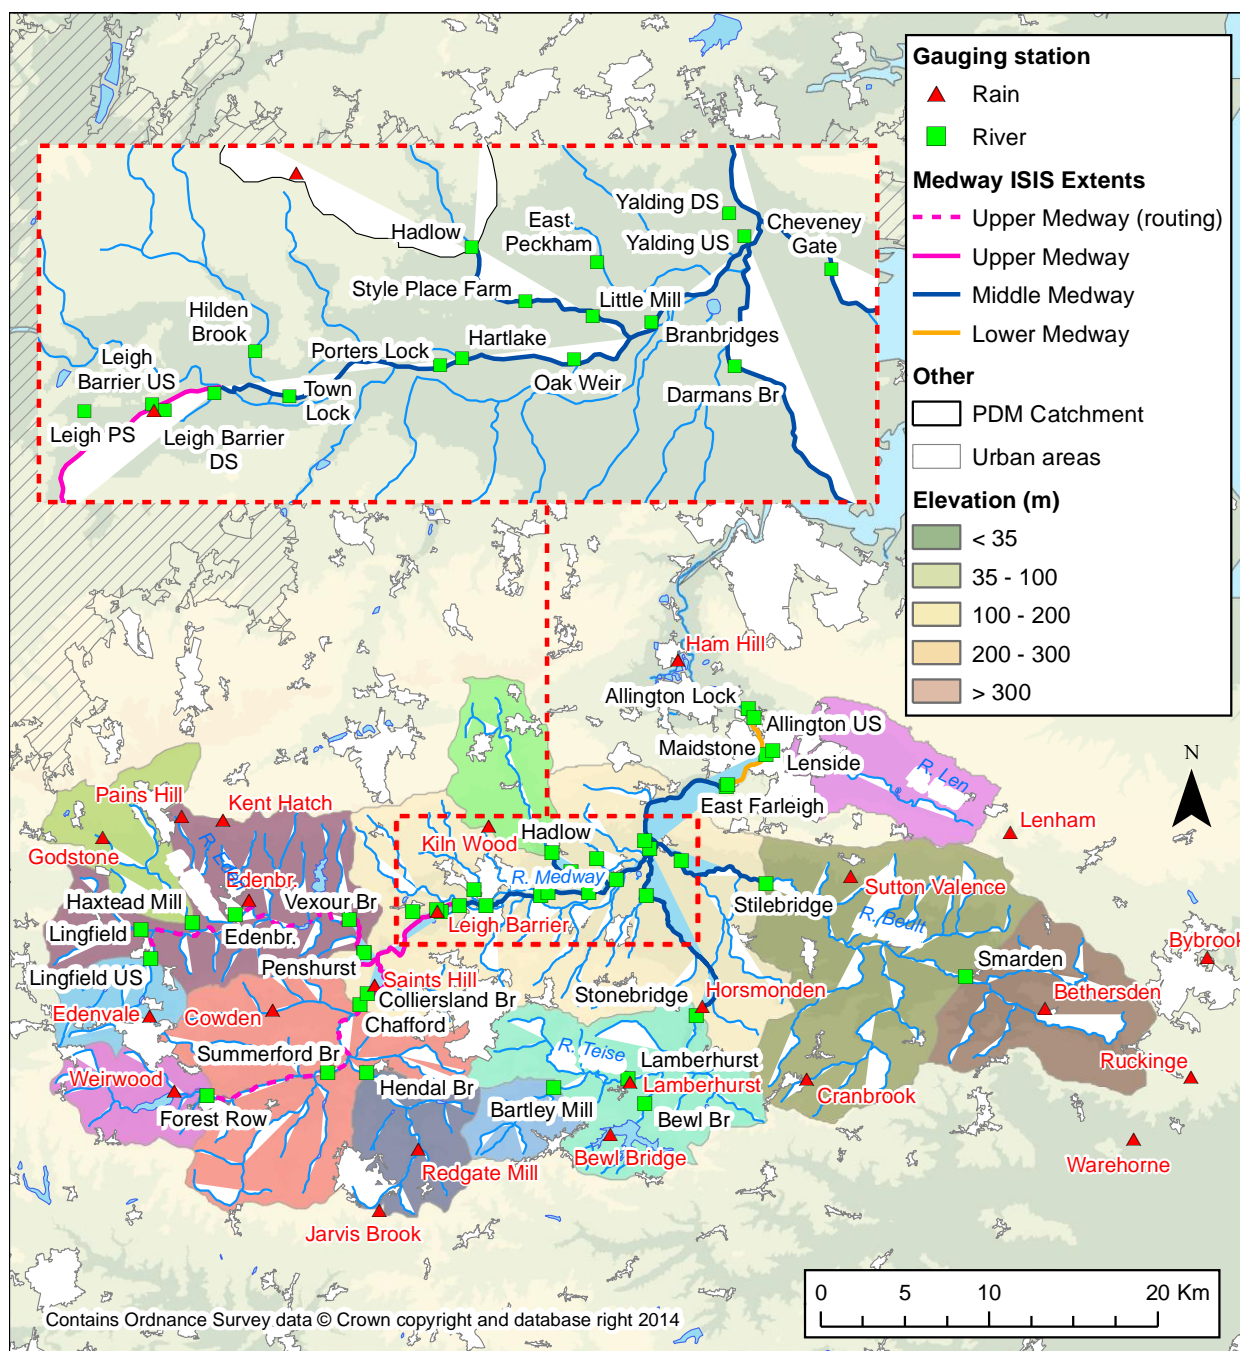 Gauging station
Rain
River
Medway ISIS Extents
Upper Medway (routing)
Upper Medway
Middle Medway
Lower Medway
Other
PDM Catchment
Urban areas
Elevation (m)
< 35
35 - 100
100 - 200
200 - 300
> 300
Yalding DS
Cheveney
Gate
East
Peckham
Yalding US
Hadlow
Style Place Farm
Little Mill
Hilden
Brook
Hartlake
Branbridges
Leigh
Barrier US
Porters Lock
Oak Weir
Darmans Br
Town
Lock
Leigh PS
Leigh Barrier
DS
Ham Hill
Allington Lock
Allington US
Maidstone
Lenside
R. Len
N
East Farleigh
Pains Hill
Kent Hatch
Godstone
Kiln Wood
Hadlow
Lenham
Edenbr.
R. Medway
Sutton Valence
Haxtead Mill
Vexour Br
Stilebridge
R. Beult
Lingfield
Edenbr.
Leigh Barrier
Bybrook
Lingfield US
Penshurst
Saints Hill
Smarden
Edenvale
Cowden
Colliersland Br
Stonebridge
Horsmonden
Bethersden
Chafford
Summerford Br
R. Teise
Lamberhurst
Ruckinge
Weirwood
Hendal Br
Lamberhurst
Cranbrook
Forest Row
Bartley Mill
Bewl Br
Redgate Mill
Bewl Bridge
Warehorne
Jarvis Brook
0 5 10 20 Km
Contains Ordnance Survey data © Crown copyright and database right 2014